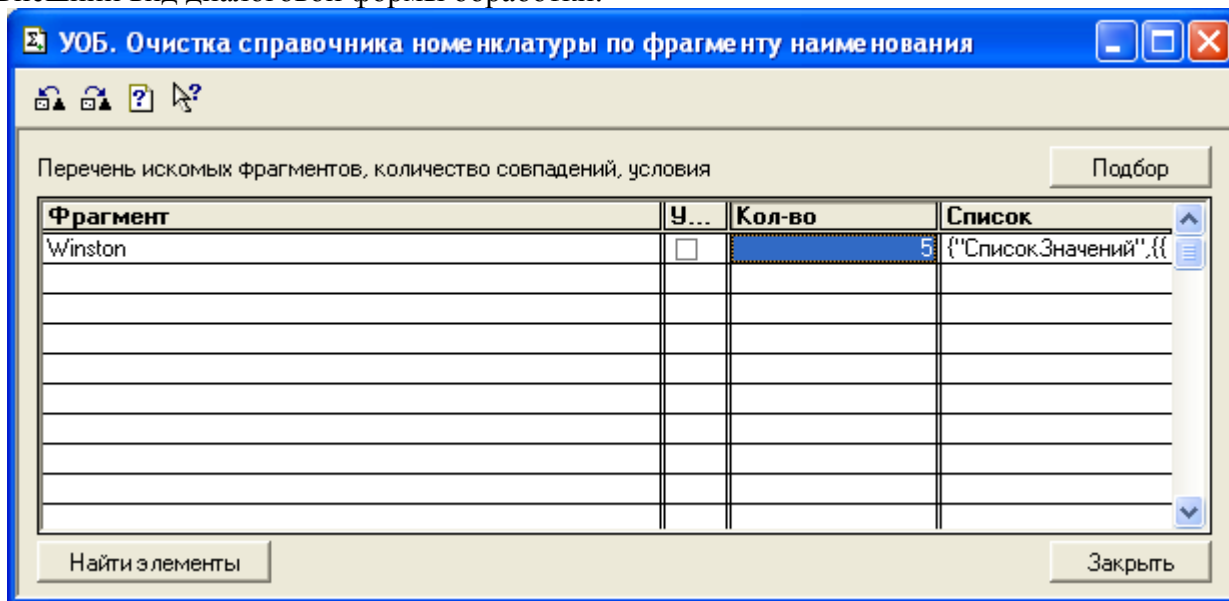 УОБ. Очистка справочника номенклатуры по фрагменту наименования
Перечень искомых фрагментов, количество совпадений, условия
Подбор
Фрагмент У... Кол-во Список
Winston 5 {"СписокЗначений",{{
Найти элементы
Закрыть